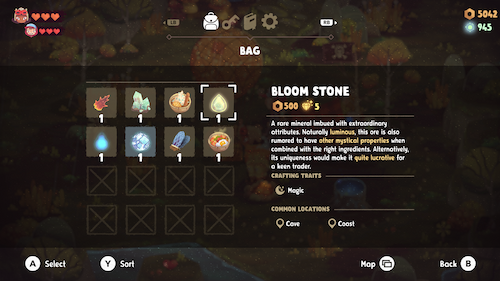 5042
945
LB
RB
BAG
1 1 1 1
1 1 1 1
BLOOM STONE
500 5
A rare mineral imbued with extraordinary
attributes. Naturally luminous, this ore is also
rumored to have other mystical properties when
combined with the right ingredients. Alternatively,
its uniqueness would make it quite lucrative for
a keen trader.
CRAFTING TRAITS
Magic
COMMON LOCATIONS
Cave Coast
A Select Y Sort Map Back B